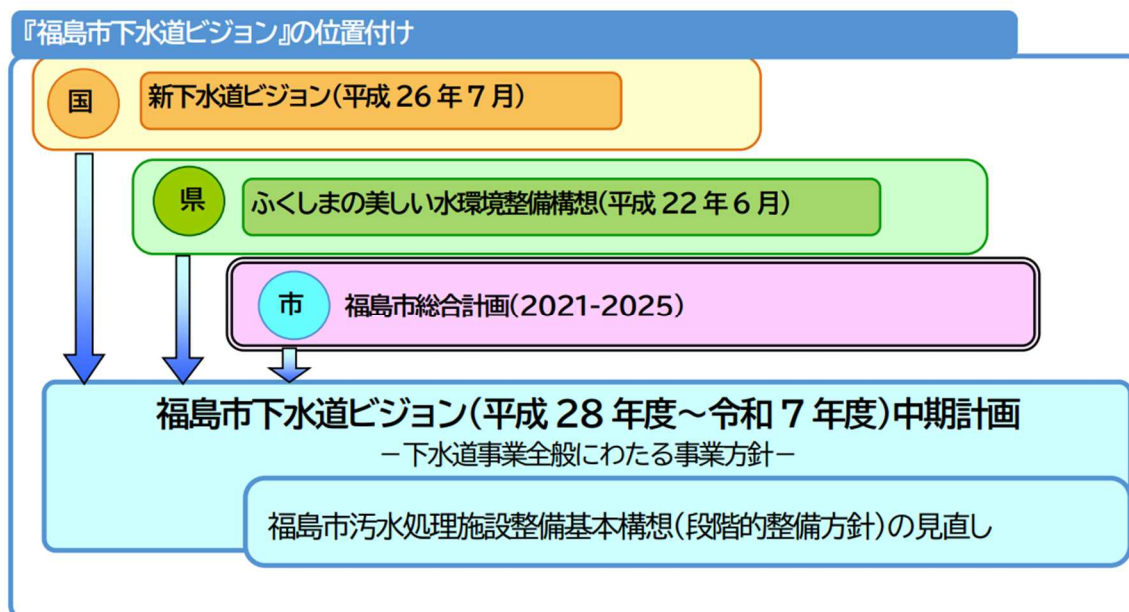 『福島市下水道ビジョン』の位置付け
国
新下水道ビジョン(平成 26 年 7 月)
県
ふくしまの美しい水環境整備構想(平成 22 年 6 月)
市
福島市総合計画(2021-2025)
福島市下水道ビジョン(平成 28 年度~令和 7 年度)中期計画
－下水道事業全般にわたる事業方針－
福島市汚水処理施設整備基本構想(段階的整備方針)の見直し